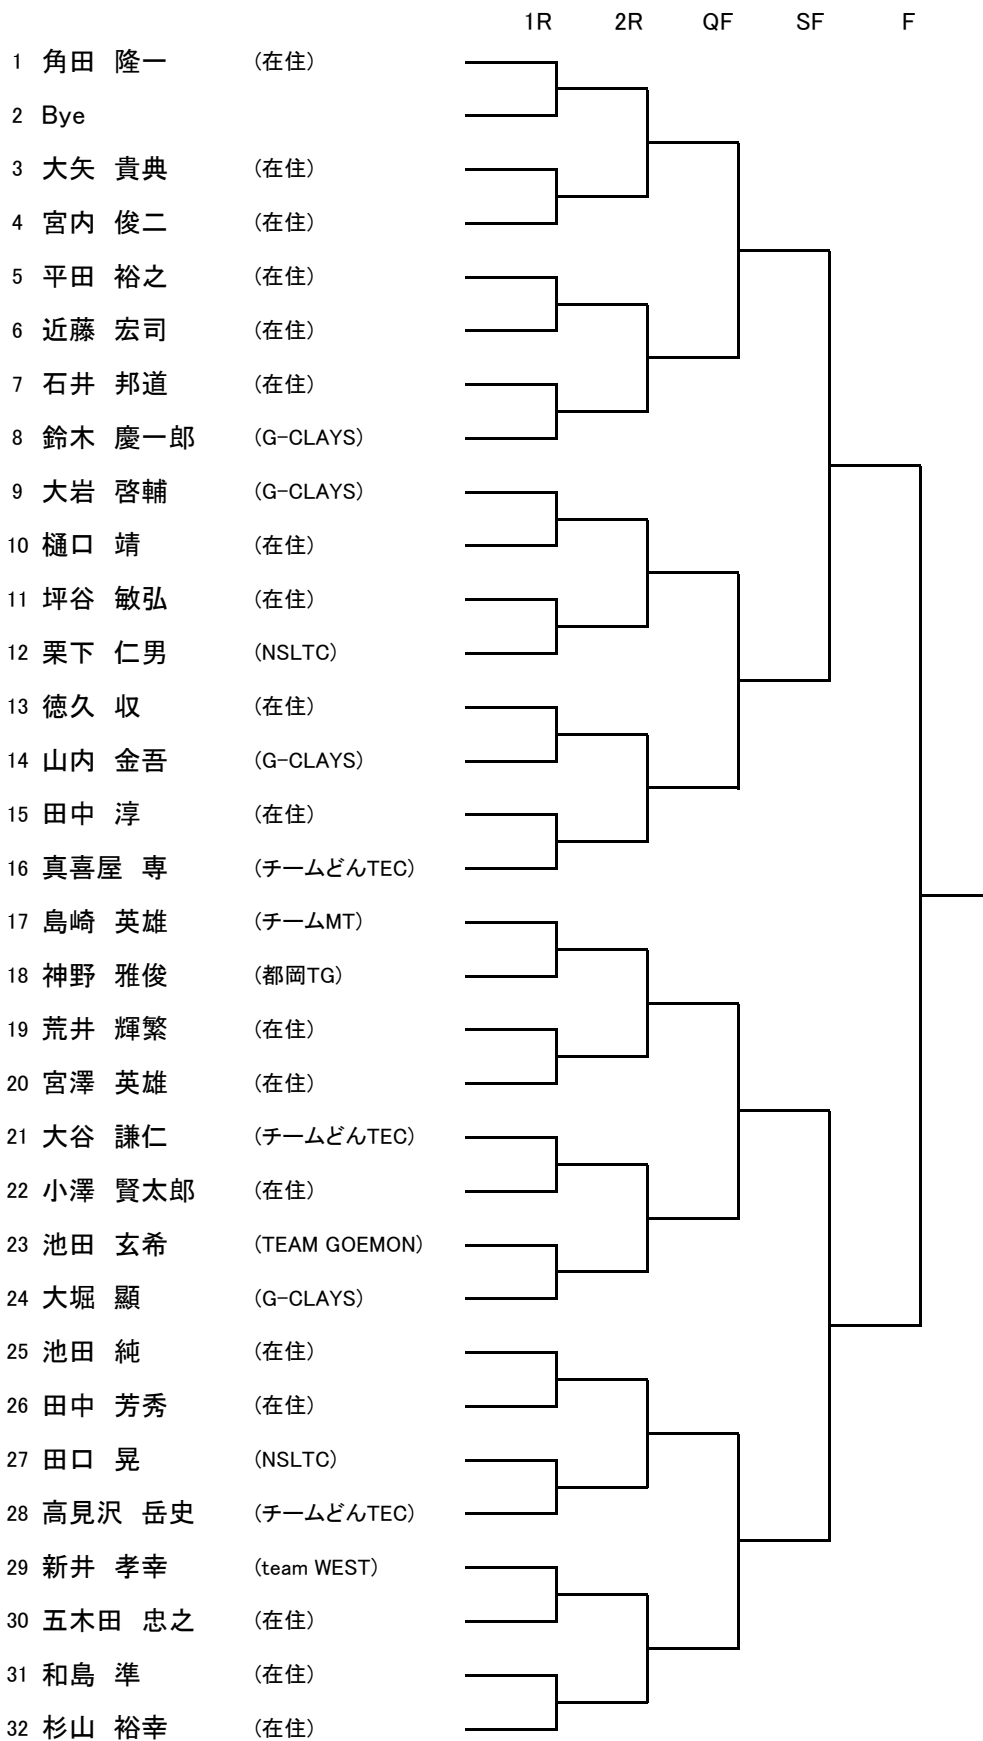 1R 2R QF SF F
1 角田 隆一 (在住)
2 Bye
3 大矢 貴典 (在住)
4 宮内 俊二 (在住)
5 平田 裕之 (在住)
6 近藤 宏司 (在住)
7 石井 邦道 (在住)
8 鈴木 慶一郎 (G-CLAYS)
9 大岩 啓輔 (G-CLAYS)
10 樋口 靖 (在住)
11 坪谷 敏弘 (在住)
12 栗下 仁男 (NSLTC)
13 徳久 収 (在住)
14 山内 金吾 (G-CLAYS)
15 田中 淳 (在住)
16 真喜屋 専 (チームどんTEC)
17 島崎 英雄 (チームMT)
18 神野 雅俊 (都岡TG)
19 荒井 輝繁 (在住)
20 宮澤 英雄 (在住)
21 大谷 謙仁 (チームどんTEC)
22 小澤 賢太郎 (在住)
23 池田 玄希 (TEAM GOEMON)
24 大堀 顯 (G-CLAYS)
25 池田 純 (在住)
26 田中 芳秀 (在住)
27 田口 晃 (NSLTC)
28 高見沢 岳史 (チームどんTEC)
29 新井 孝幸 (team WEST)
30 五木田 忠之 (在住)
31 和島 準 (在住)
32 杉山 裕幸 (在住)